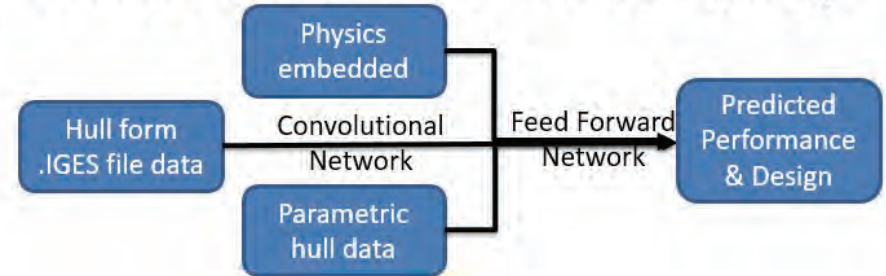 Physics
embedded
Hull form
.IGES file data
Convolutional
Network
Feed Forward
Network
Predicted
Performance
& Design
Parametric
hull data